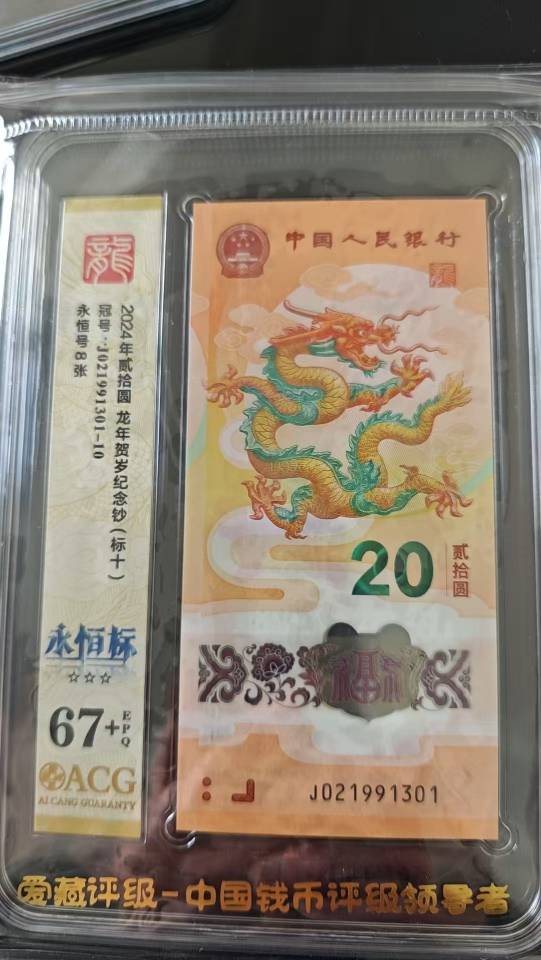 龍
2024年贰拾圆 龙年贺岁纪念钞（标十）
冠号：J021991301-10
永恒号8张
永恒标
67+EPQ
ACG
AI CANG GUARANTY
中国人民银行
20
贰拾圆
福
J021991301
爱藏评级-中国钱币评级领导者